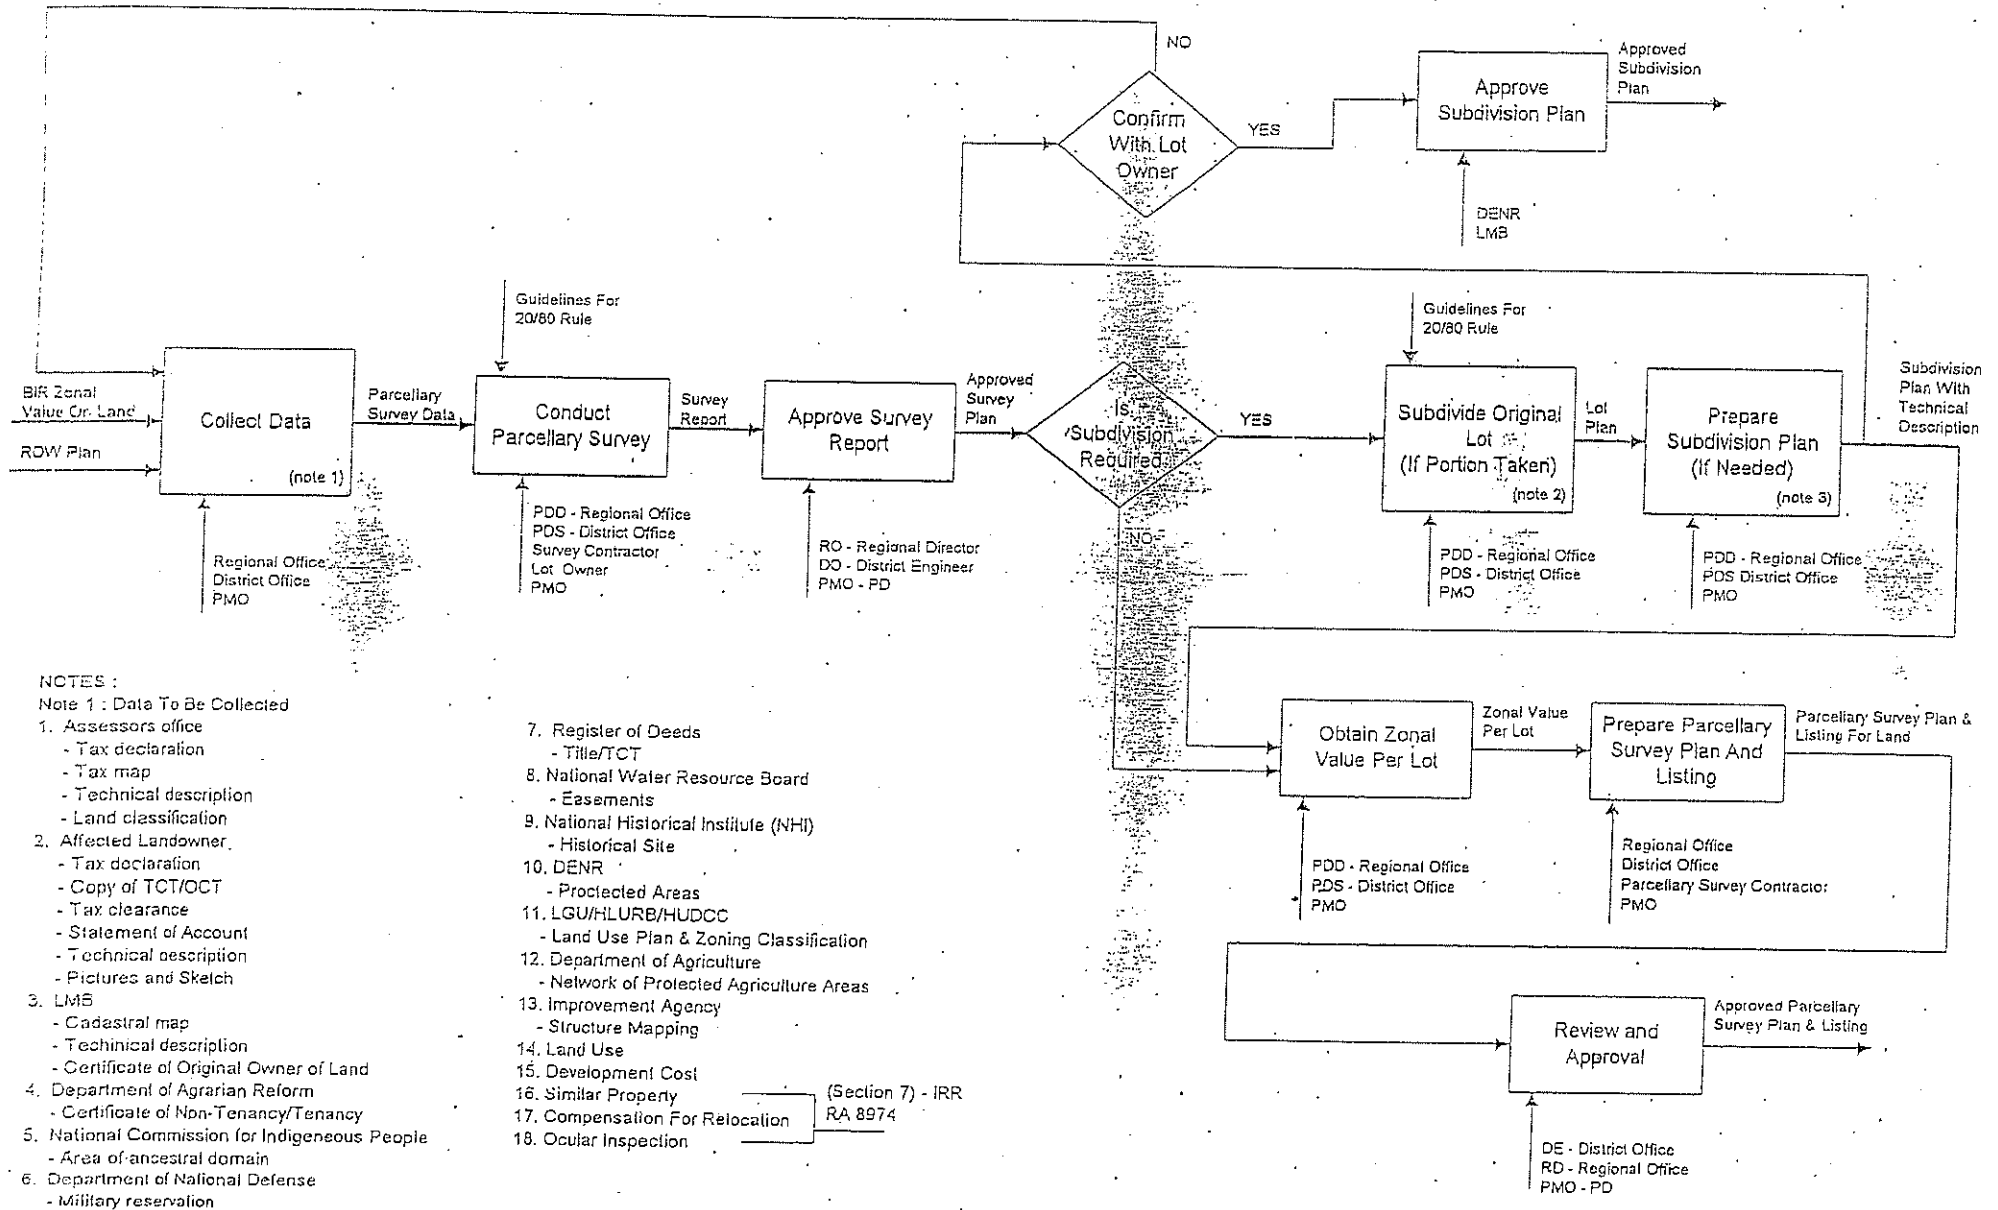 NO
Confirm
With Lot
Owner
YES
Approve
Subdivision Plan
Approved
Subdivision
Plan
DENR
LMB
Guidelines For
20/80 Rule
Guidelines For
20/80 Rule
BIR Zonal
Value On Land
ROW Plan
Collect Data
(note 1)
Parcellary
Survey Data
Conduct
Parcellary Survey
Survey
Report
Approve Survey
Report
Approved
Survey
Plan
Is
Subdivision
Required
YES
NO
Subdivide Original
Lot
(If Portion Taken)
(note 2)
Lot
Plan
Prepare
Subdivision Plan
(If Needed)
(note 3)
Subdivision
Plan With
Technical
Description
Regional Office
District Office
PMO
PDD - Regional Office
PDS - District Office
Survey Contractor
Lot Owner
PMO
RO - Regional Director
DO - District Engineer
PMO - PD
PDD - Regional Office
PDS - District Office
PMO
PDD - Regional Office
PDS District Office
PMO
Obtain Zonal
Value Per Lot
Zonal Value
Per Lot
Prepare Parcellary
Survey Plan And
Listing
Parcellary Survey Plan &
Listing For Land
PDD - Regional Office
PDS - District Office
PMO
Regional Office
District Office
Parcellary Survey Contractor
PMO
Review and
Approval
Approved Parcellary
Survey Plan & Listing
DE - District Office
RD - Regional Office
PMO - PD
NOTES :
Note 1 : Data To Be Collected
1. Assessors office
- Tax declaration
- Tax map
- Technical description
- Land classification
2. Affected Landowner
- Tax declaration
- Copy of TCT/OCT
- Tax clearance
- Statement of Account
- Technical description
- Pictures and Sketch
3. LMB
- Cadastral map
- Techinical description
- Certificate of Original Owner of Land
4. Department of Agrarian Reform
- Certificate of Non-Tenancy/Tenancy
5. National Commission for Indigeneous People
- Area of ancestral domain
6. Department of National Defense
- Military reservation
7. Register of Deeds
- Title/TCT
8. National Water Resource Board
- Easements
9. National Historical Institute (NHI)
- Historical Site
10. DENR
- Proctected Areas
11. LGU/HLURB/HUDCC
- Land Use Plan & Zoning Classification
12. Department of Agriculture
- Network of Protected Agriculture Areas
13. Improvement Agency
- Structure Mapping
14. Land Use
15. Development Cost
16. Similar Property
17. Compensation For Relocation
18. Ocular Inspection
(Section 7) - IRR
RA 8974